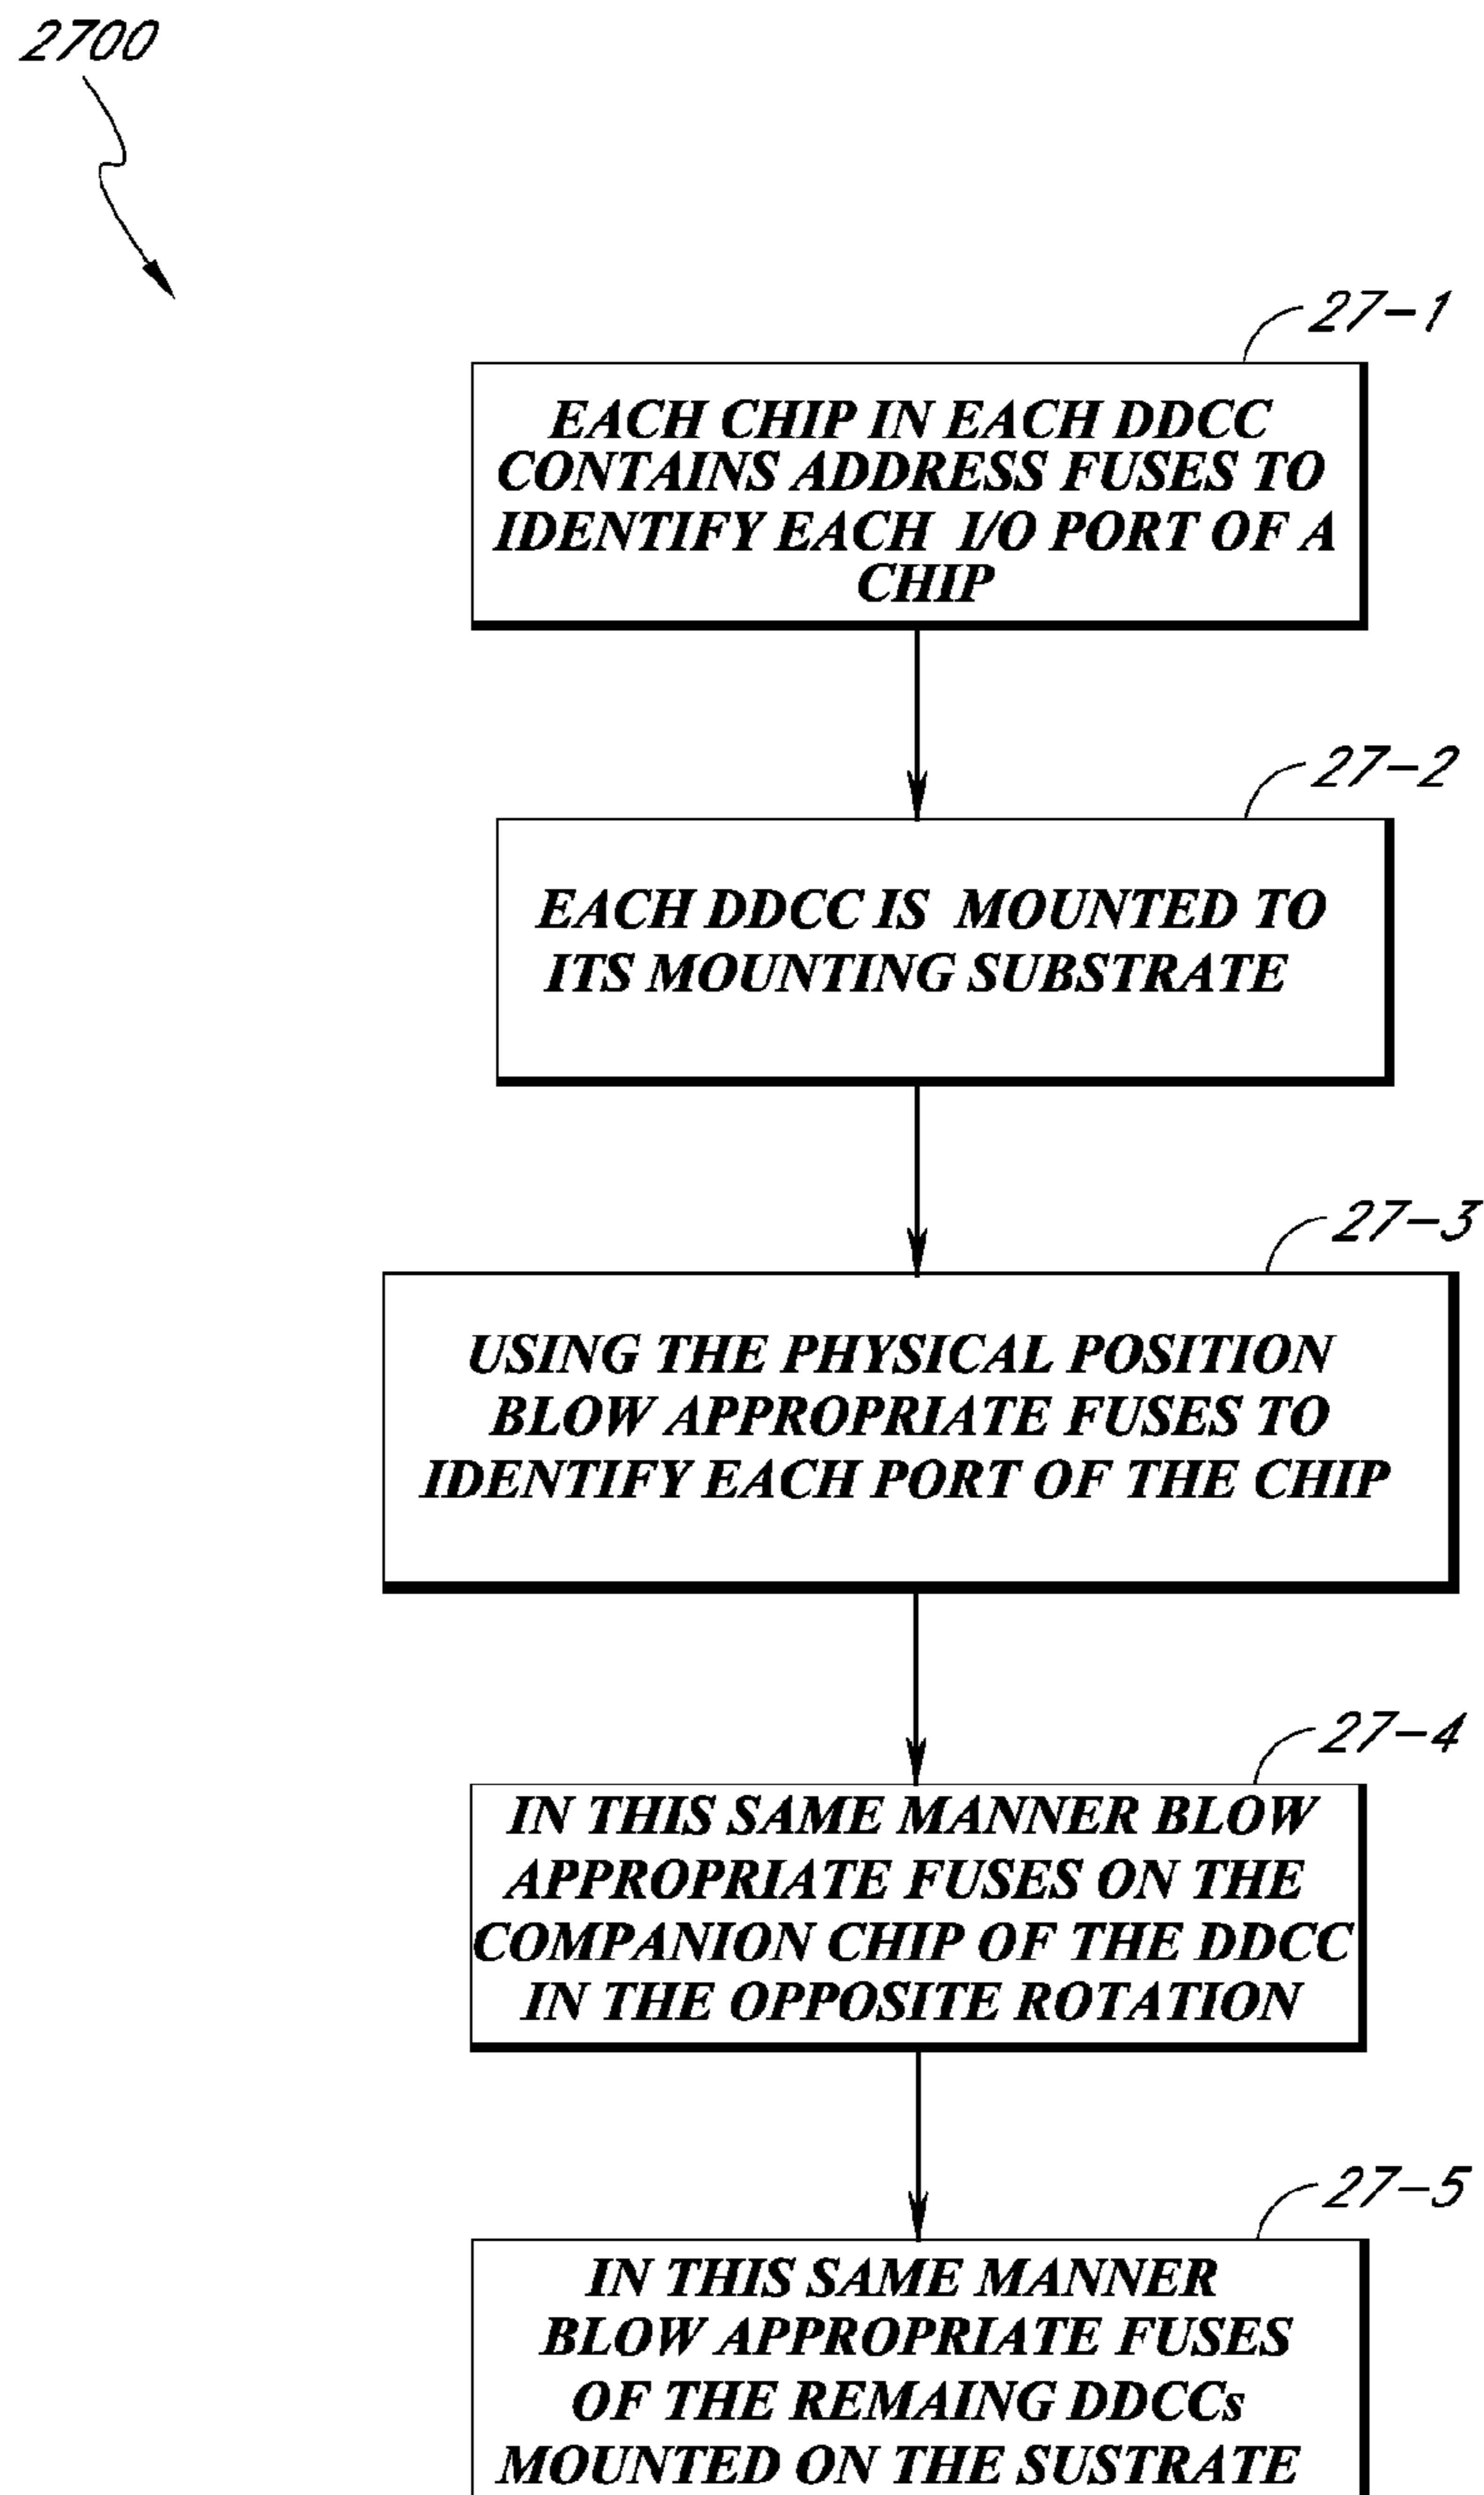 2700
27-1
EACH CHIP IN EACH DDCC
CONTAINS ADDRESS FUSES TO
IDENTIFY EACH I/O PORT OF A
CHIP
27-2
EACH DDCC IS MOUNTED TO
ITS MOUNTING SUBSTRATE
27-3
USING THE PHYSICAL POSITION
BLOW APPROPRIATE FUSES TO
IDENTIFY EACH PORT OF THE CHIP
27-4
IN THIS SAME MANNER BLOW
APPROPRIATE FUSES ON THE
COMPANION CHIP OF THE DDCC
IN THE OPPOSITE ROTATION
27-5
IN THIS SAME MANNER
BLOW APPROPRIATE FUSES
OF THE REMAING DDCCs
MOUNTED ON THE SUSTRATE